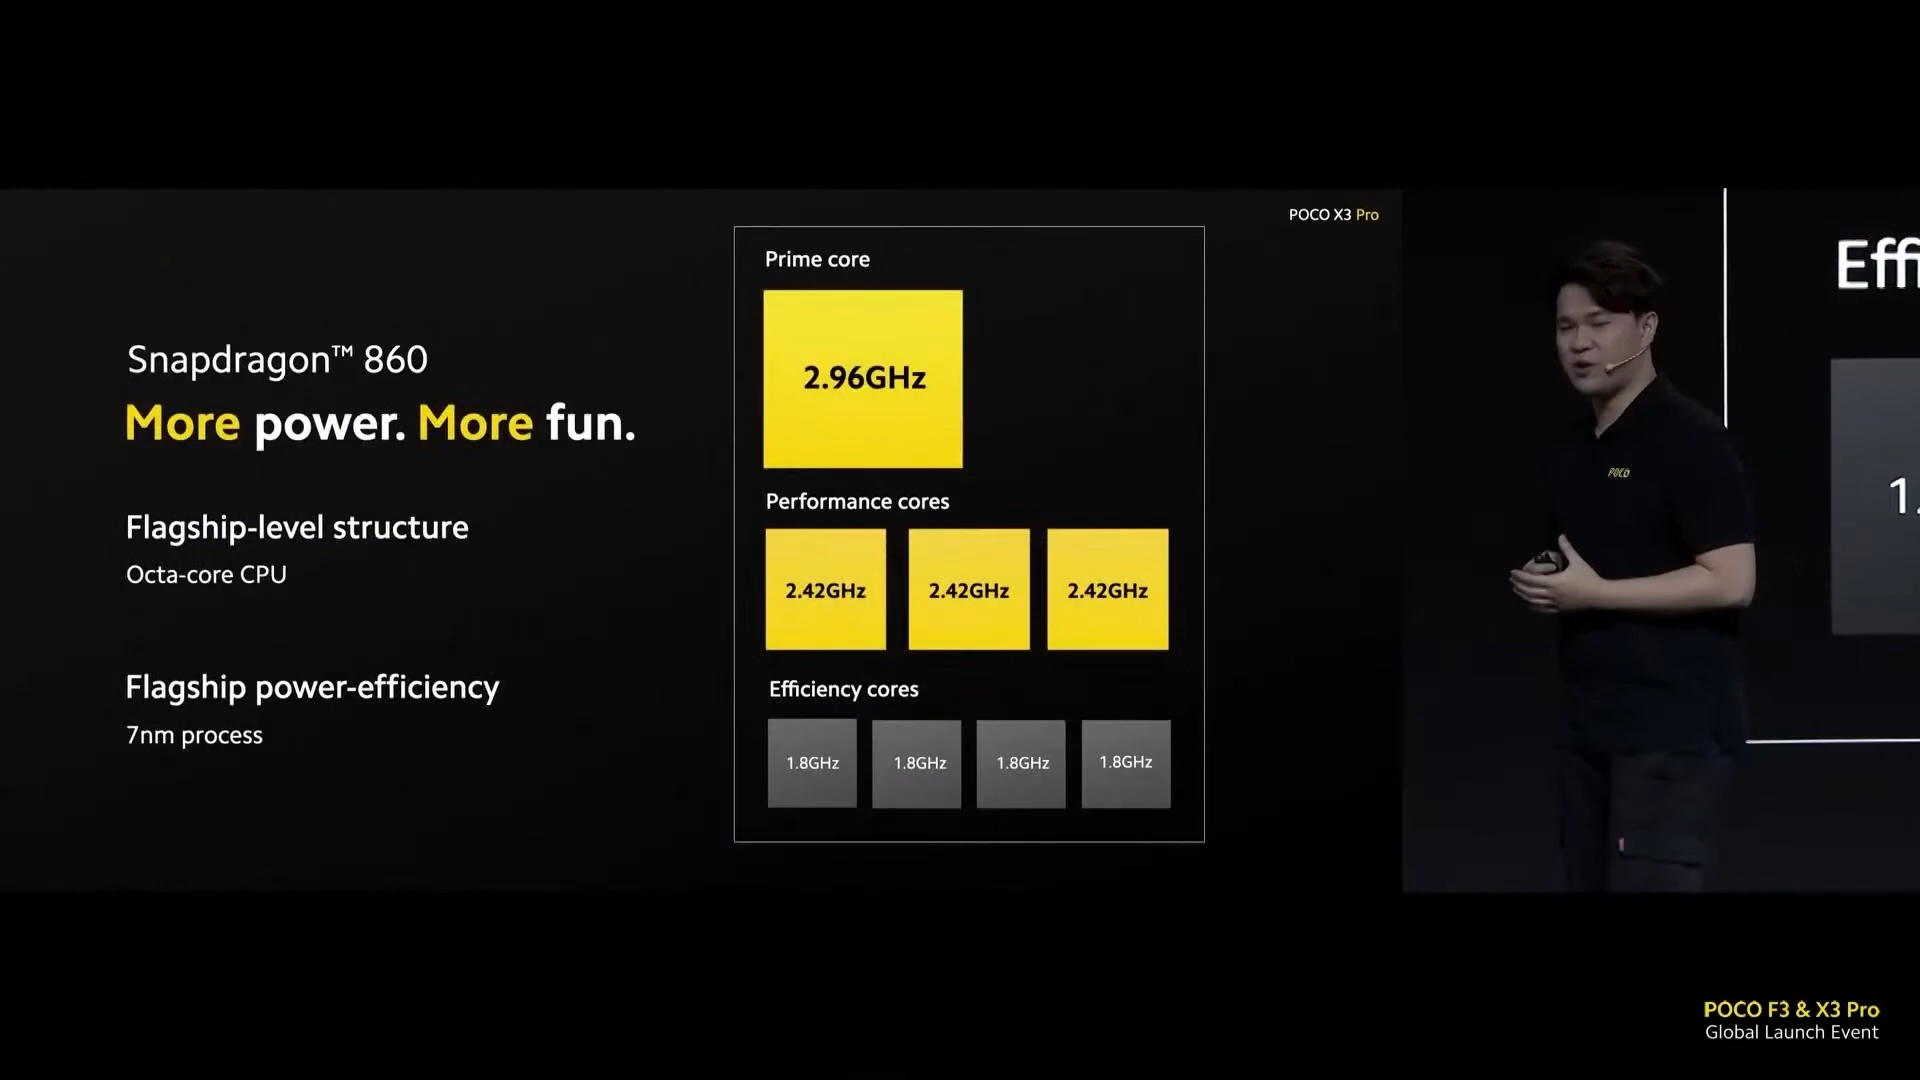 POCO X3 Pro
Snapdragon™ 860
More power. More fun.
Flagship-level structure
Octa-core CPU
Flagship power-efficiency
7nm process
Prime core
2.96GHz
Performance cores
2.42GHz 2.42GHz 2.42GHz
Efficiency cores
1.8GHz 1.8GHz 1.8GHz 1.8GHz
POCO
POCO F3 & X3 Pro
Global Launch Event